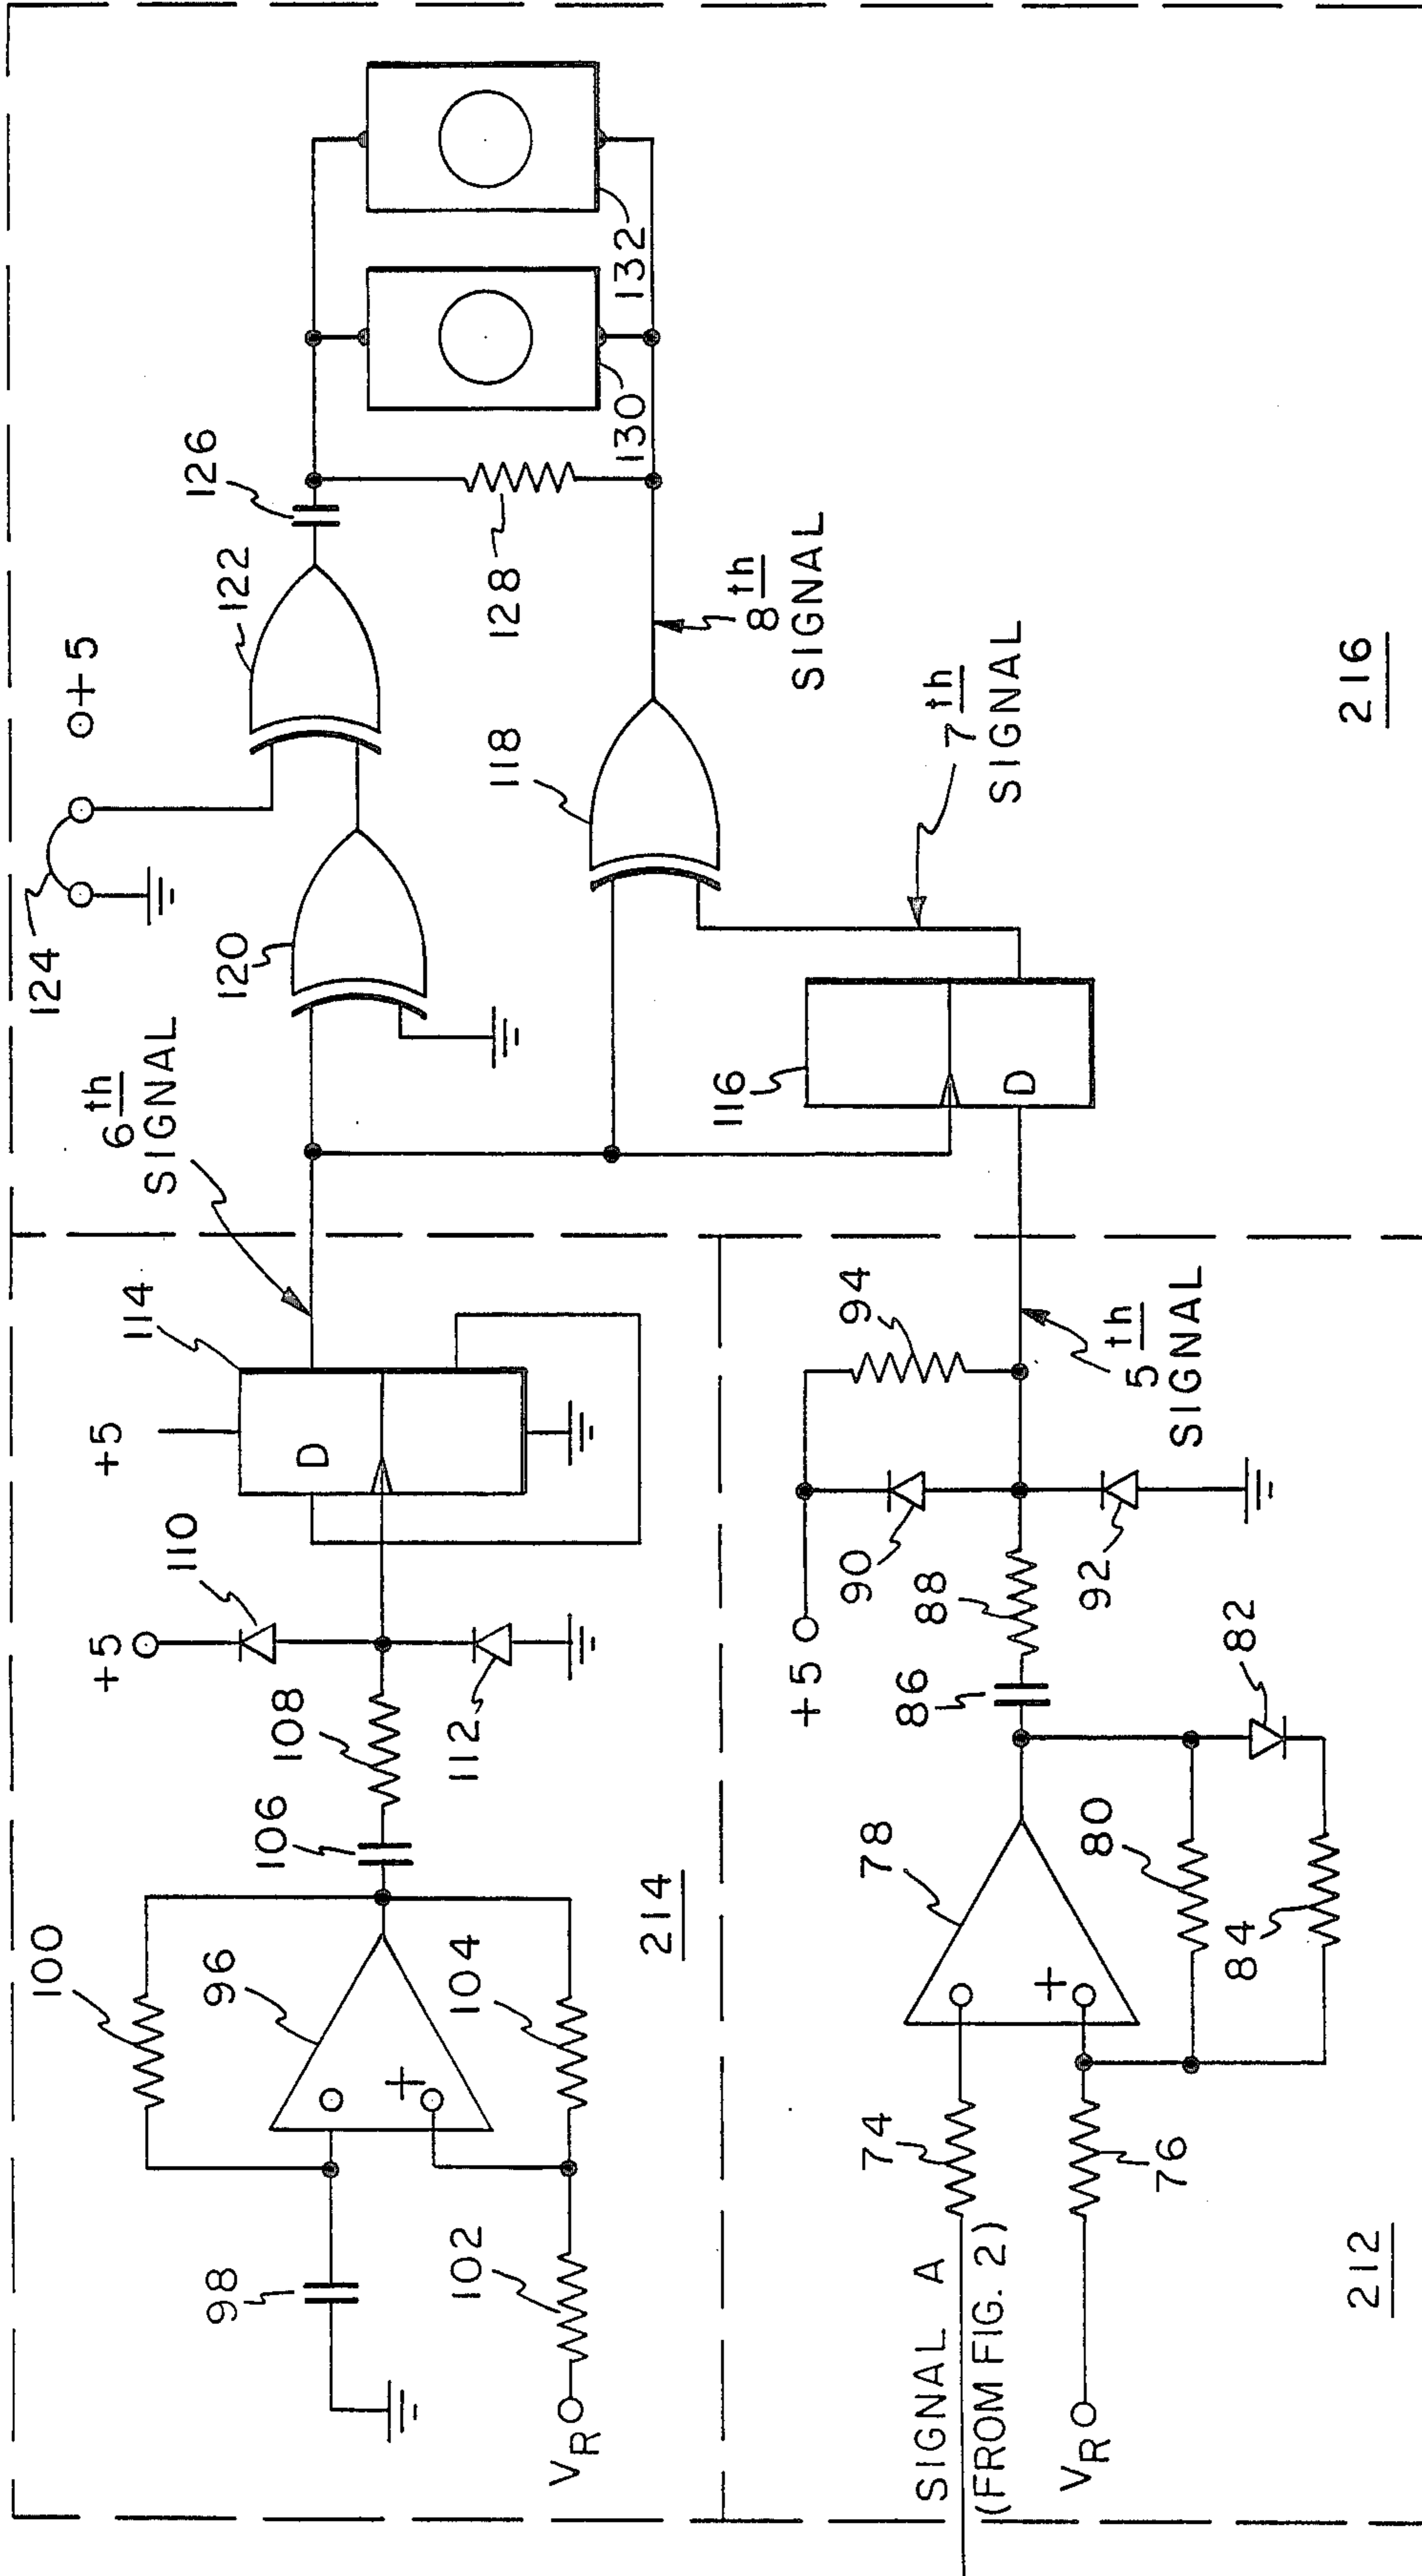 +5
+5
110
114
6th
SIGNAL
124
+5
100
96
106
108
112
D
120
122
126
98
102
104
VR
214
118
128
130
132
8th
SIGNAL
116
D
7th
SIGNAL
216
SIGNAL A
(FROM FIG. 2)
VR
74
76
78
+
+
80
84
82
86
88
+5
90
92
94
5th
SIGNAL
212